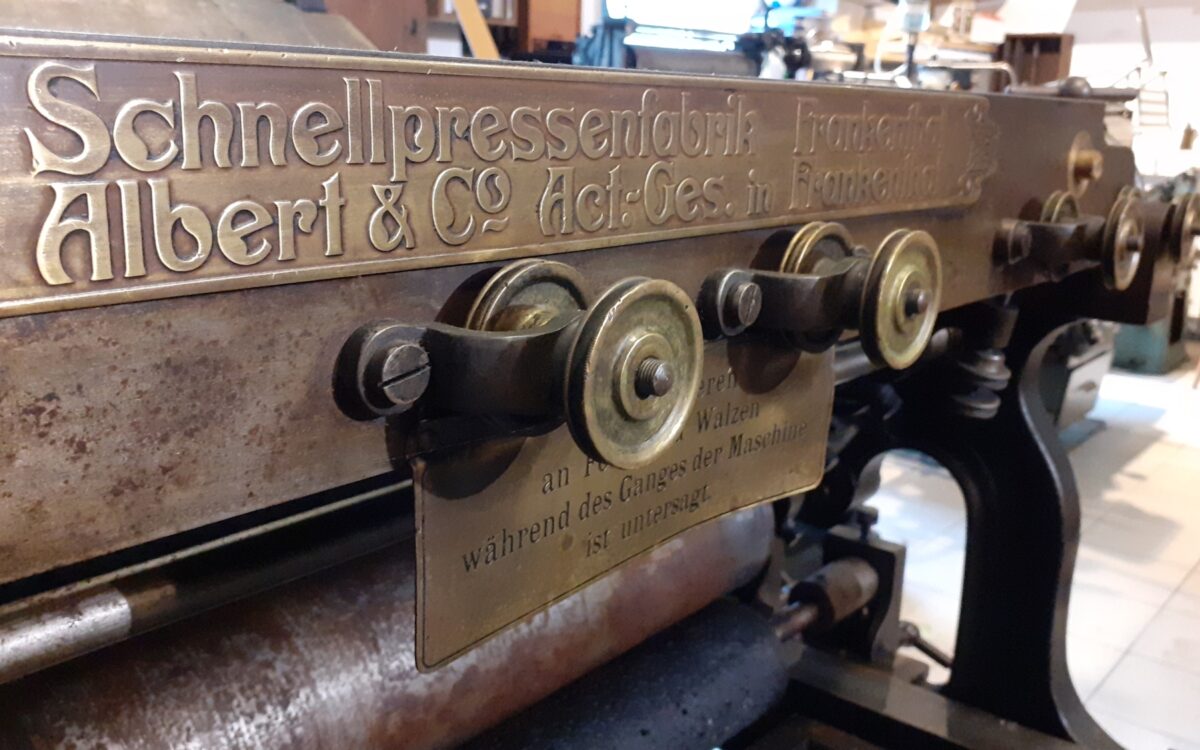 Schnellpressenfabrik Frankenthal
Albert & Co Act.-Ges. in Frankenthal
Walzen
an
während des Ganges der Maschine
ist untersagt.